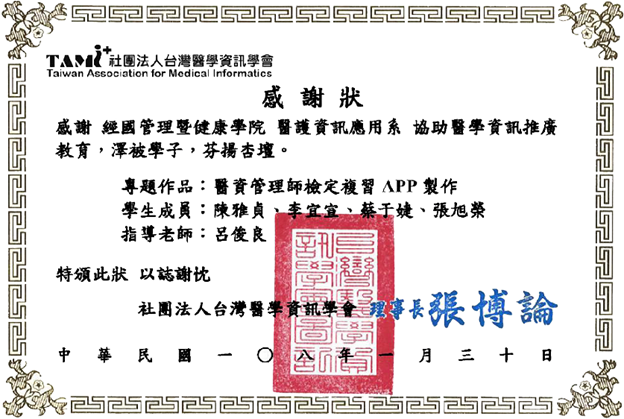 TAMi+ 社團法人台灣醫學資訊學會
Taiwan Association for Medical Informatics
感謝狀
感謝 經國管理暨健康學院 醫護資訊應用系 協助醫學資訊推廣
教育，澤被學子，芬揚杏壇。
專題作品：醫資管理師檢定複習 APP 製作
學生成員：陳雅貞、李宜宣、蔡于婕、張旭榮
指導老師：呂俊良
特頒此狀 以誌謝忱
社團法人台灣醫學資訊學會 理事長 張博論
中華民國一〇八年一月三十日